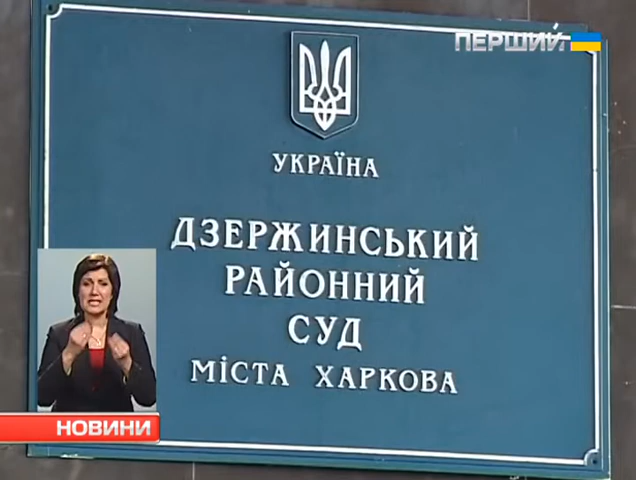 ПЕРШИЙ
УКРАЇНА
ДЗЕРЖИНСЬКИЙ
РАЙОННИЙ
СУД
МІСТА ХАРКОВА
НОВИНИ